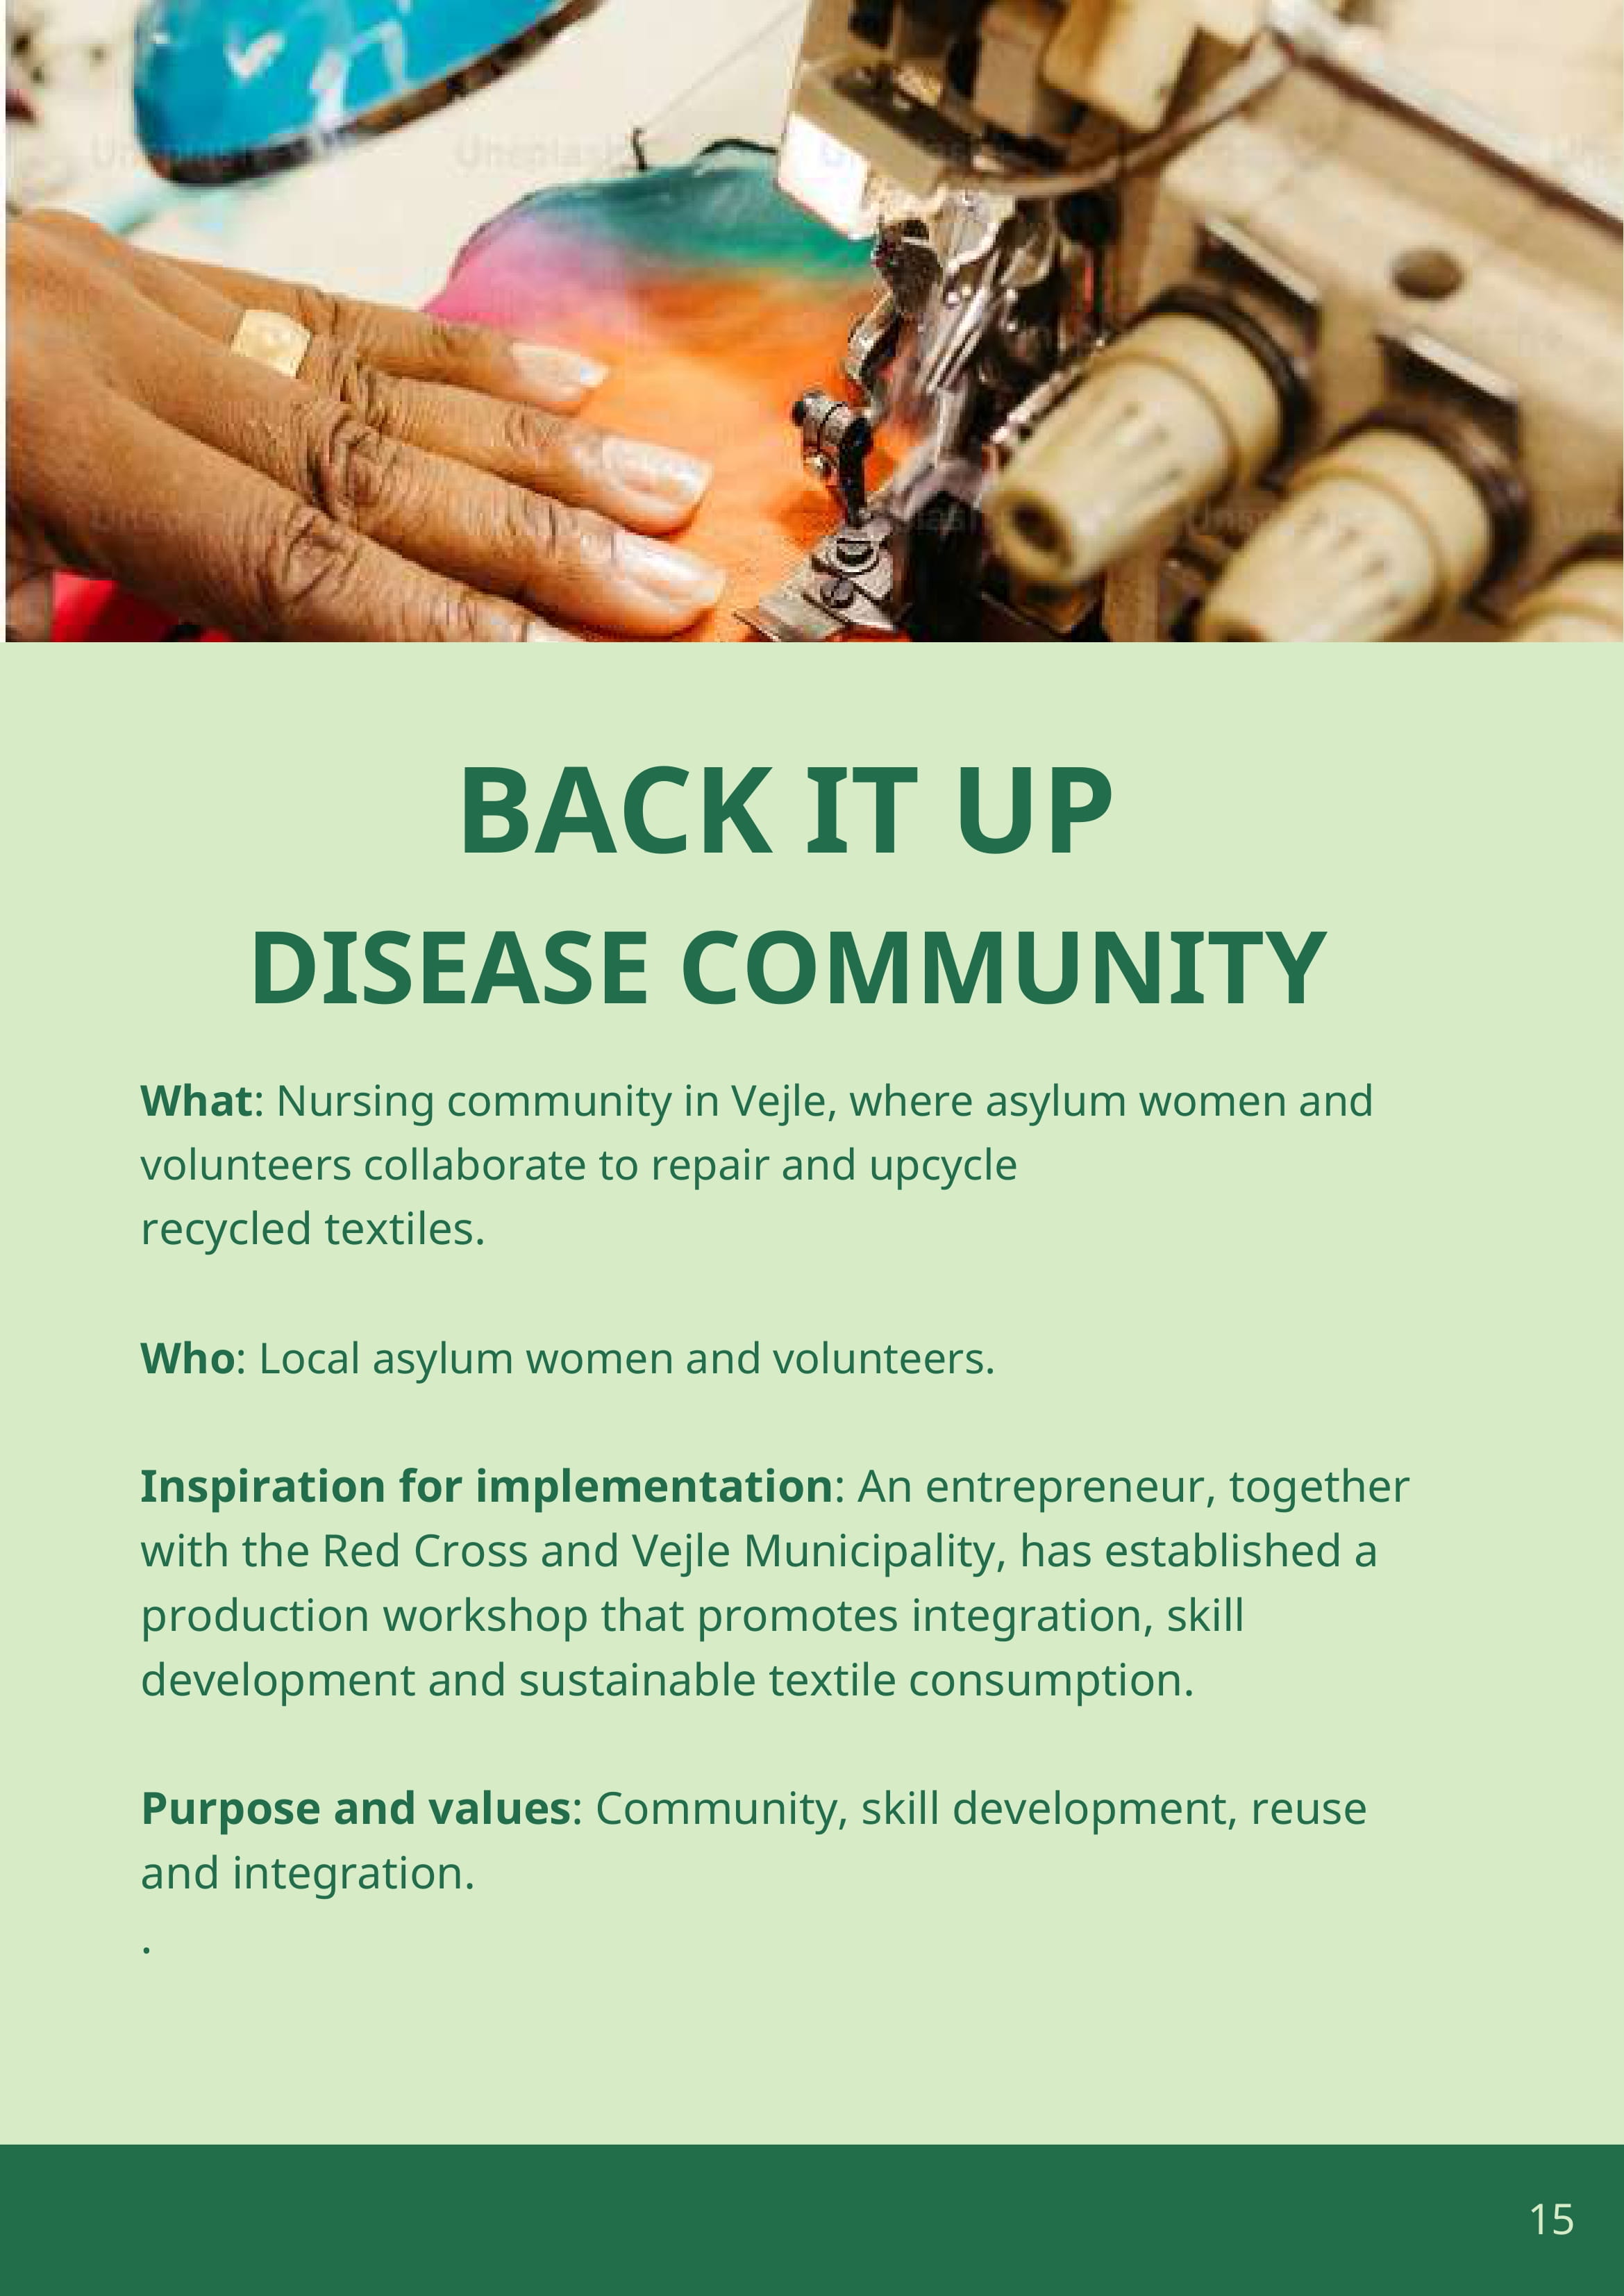 BACK IT UP
DISEASE COMMUNITY
What: Nursing community in Vejle, where asylum women and
volunteers collaborate to repair and upcycle
recycled textiles.
Who: Local asylum women and volunteers.
Inspiration for implementation: An entrepreneur, together
with the Red Cross and Vejle Municipality, has established a
production workshop that promotes integration, skill
development and sustainable textile consumption.
Purpose and values: Community, skill development, reuse
and integration.
.
15